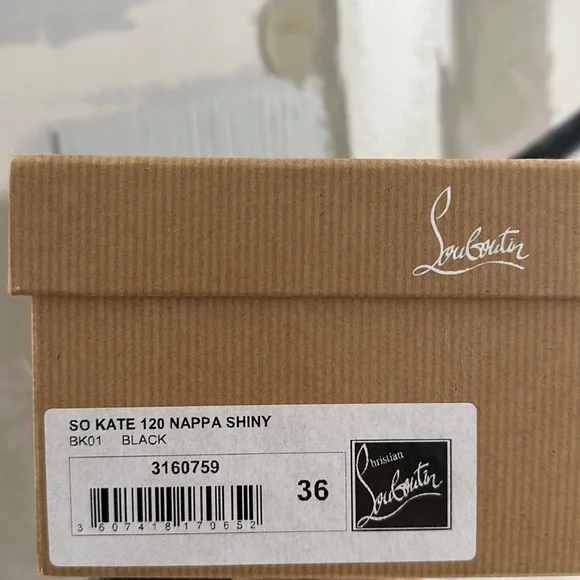 Louboutin
SO KATE 120 NAPPA SHINY
BK01 BLACK
3160759
36
3 607418 170652
Christian
Louboutin